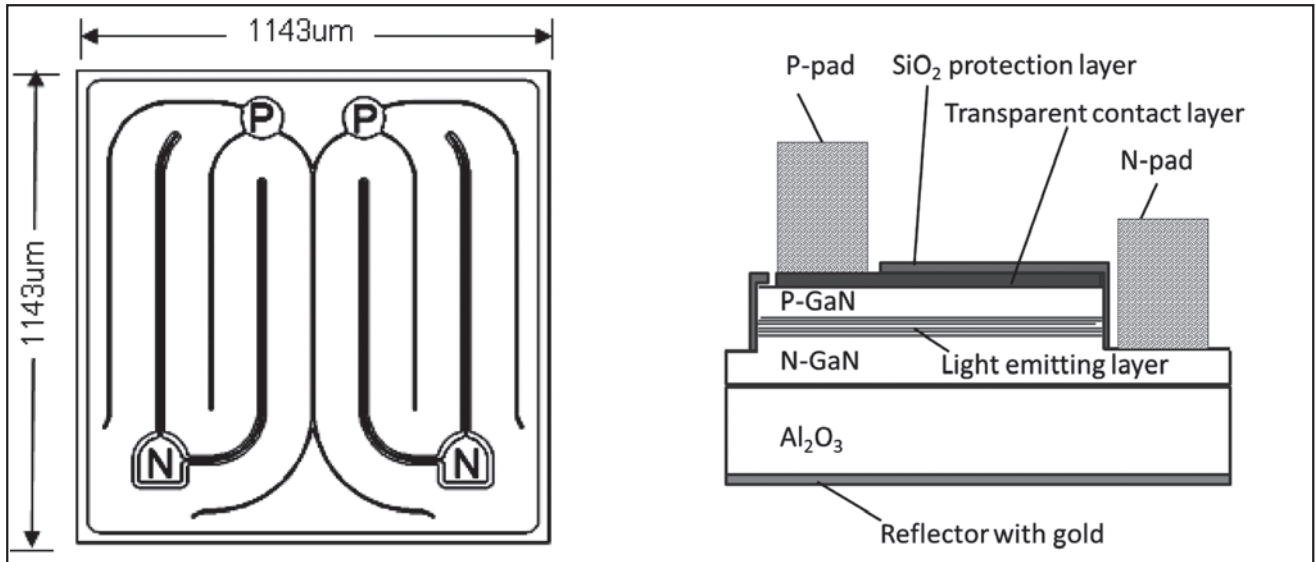 1143um
1143um
P P
N N
P-pad
SiO₂ protection layer
Transparent contact layer
N-pad
P-GaN
N-GaN
Light emitting layer
Al₂O₃
Reflector with gold